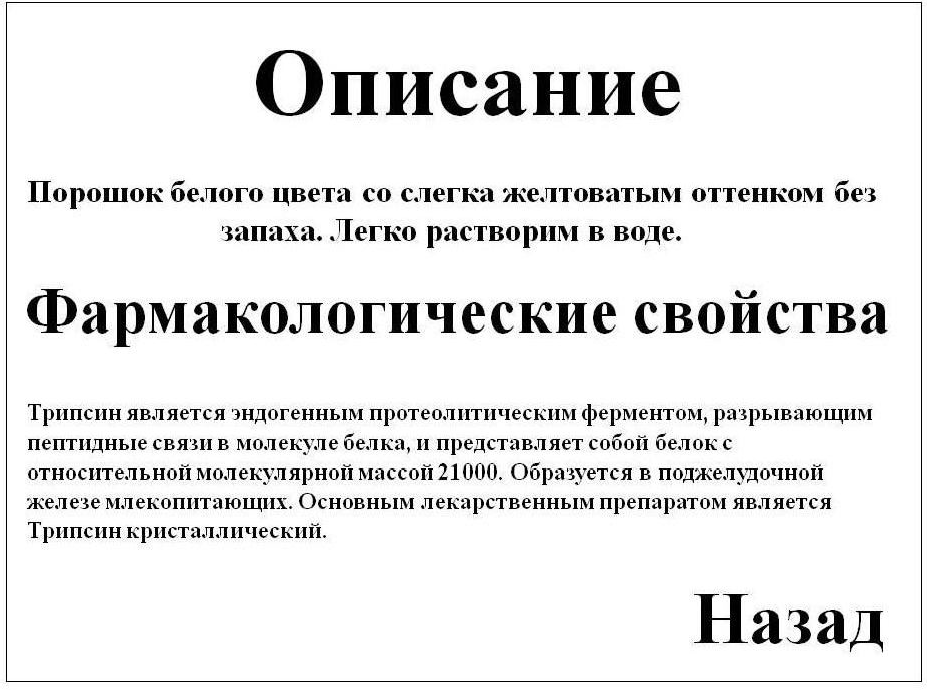 Описание
Порошок белого цвета со слегка желтоватым оттенком без
запаха. Легко растворим в воде.
Фармакологические свойства
Трипсин является эндогенным протеолитическим ферментом, разрывающим
пептидные связи в молекуле белка, и представляет собой белок с
относительной молекулярной массой 21000. Образуется в поджелудочной
железе млекопитающих. Основным лекарственным препаратом является
Трипсин кристаллический.
Назад